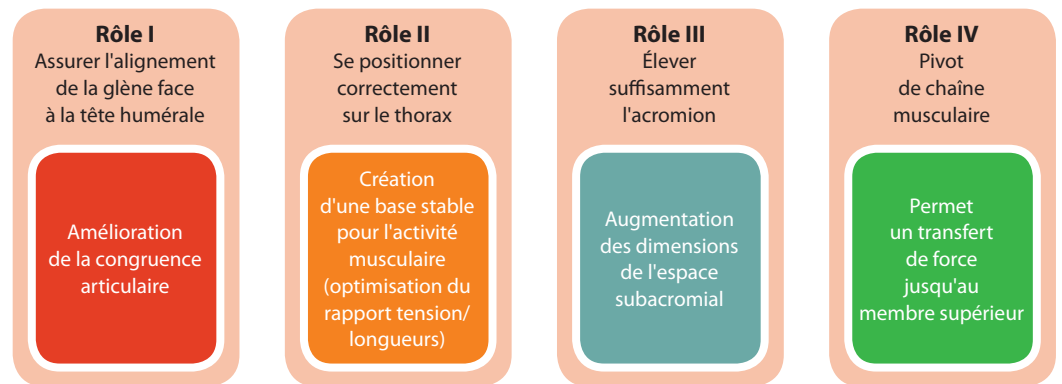 Rôle I
Assurer l'alignement
de la glène face
à la tête humérale
Amélioration
de la congruence
articulaire
Rôle II
Se positionner
correctement
sur le thorax
Création
d'une base stable
pour l'activité
musculaire
(optimisation du
rapport tension/
longueurs)
Rôle III
Élever
suffisamment
l'acromion
Augmentation
des dimensions
de l'espace
subacromial
Rôle IV
Pivot
de chaîne
musculaire
Permet
un transfert
de force
jusqu'au
membre supérieur